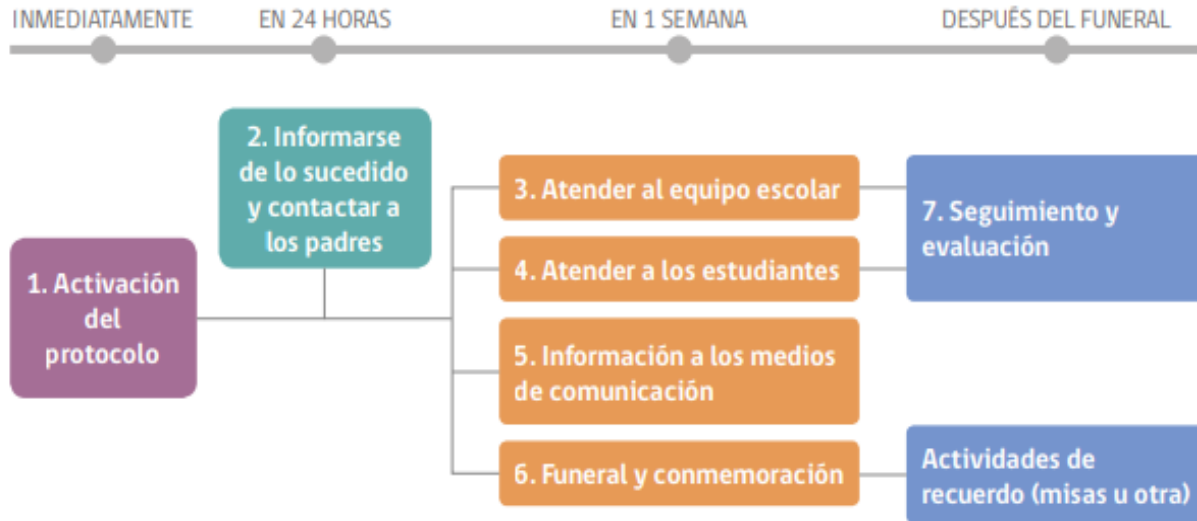 INMEDIATAMENTE
EN 24 HORAS
EN 1 SEMANA
DESPUÉS DEL FUNERAL
1. Activación
del
protocolo
2. Informarse
de lo sucedido
y contactar a
los padres
3. Atender al equipo escolar
4. Atender a los estudiantes
5. Información a los medios
de comunicación
6. Funeral y conmemoración
7. Seguimiento y
evaluación
Actividades de
recuerdo (misas u otra)